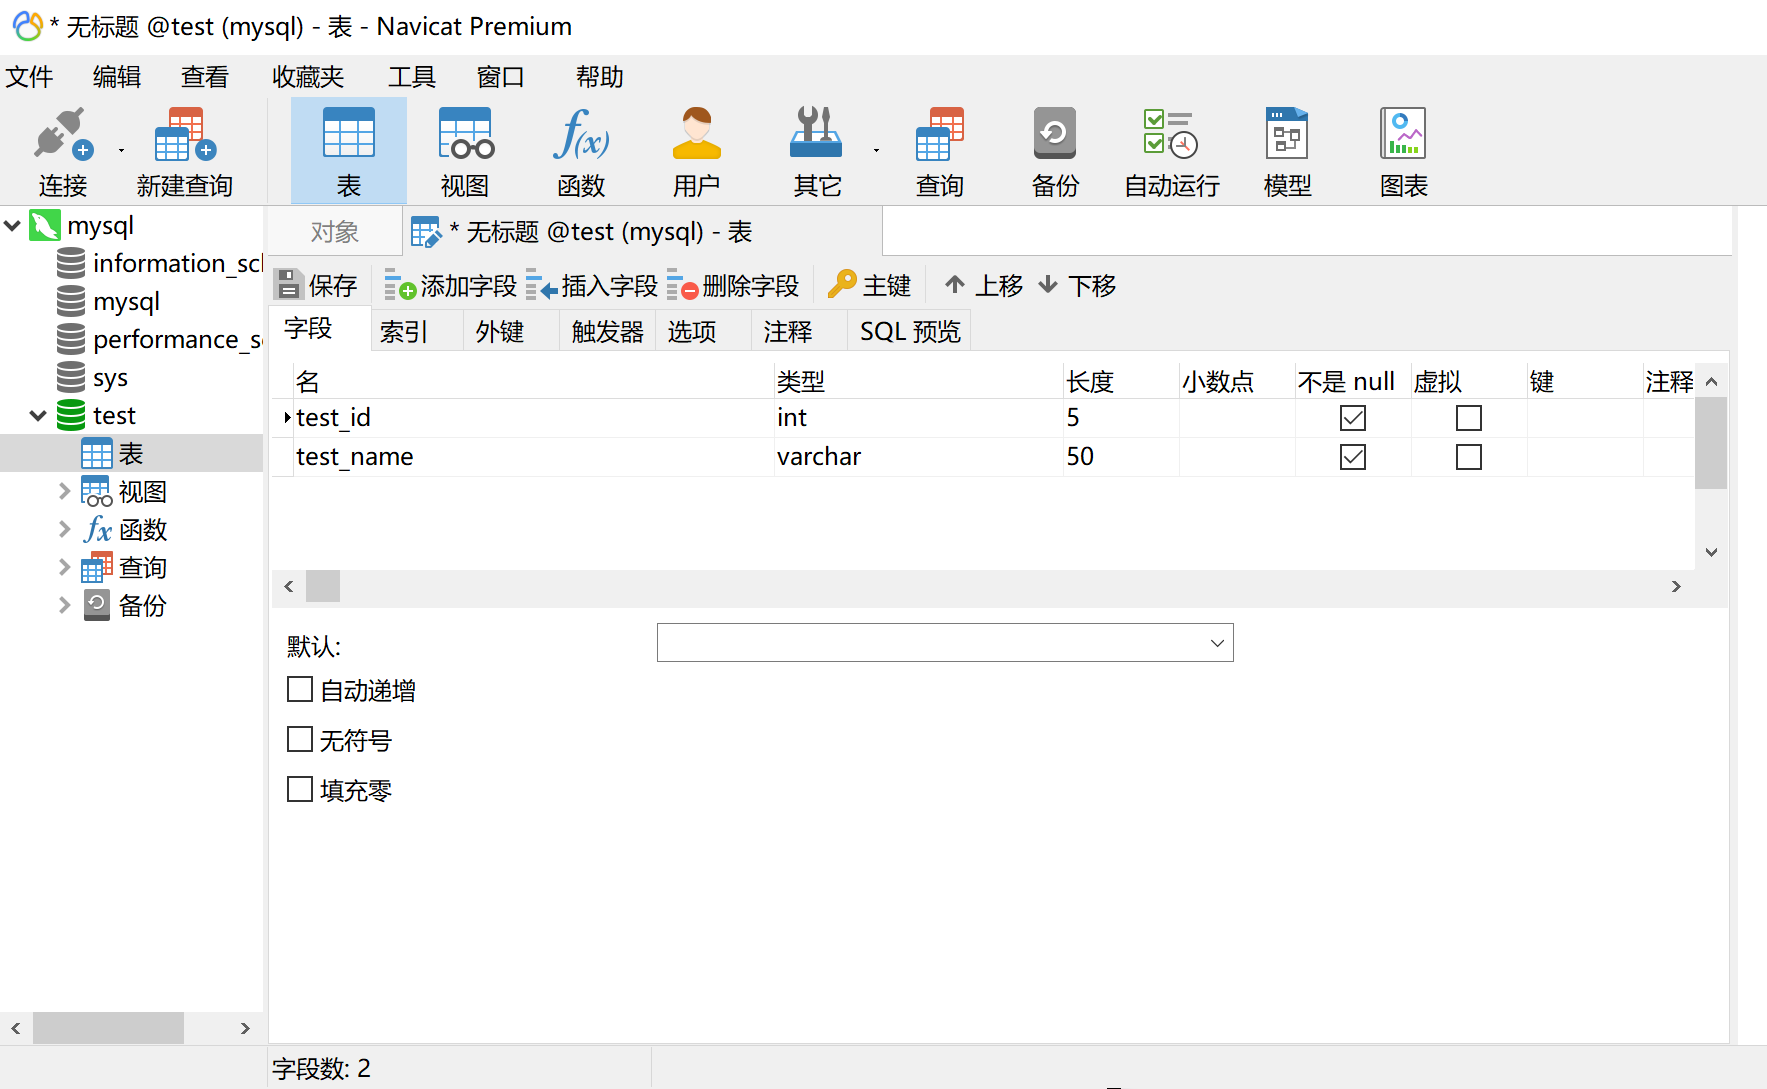 * 无标题 @test (mysql) - 表 - Navicat Premium
文件 编辑 查看 收藏夹 工具 窗口 帮助
连接 新建查询 表 视图 函数 用户 其它 查询 备份 自动运行 模型 图表
mysql
information_scl
mysql
performance_s
sys
test
表
视图
函数
查询
备份
对象 * 无标题 @test (mysql) - 表
保存 添加字段 插入字段 删除字段 主键 上移 下移
字段 索引 外键 触发器 选项 注释 SQL 预览
名 类型 长度 小数点 不是 null 虚拟 键 注释
test_id int 5
test_name varchar 50
默认:
自动递增
无符号
填充零
字段数: 2